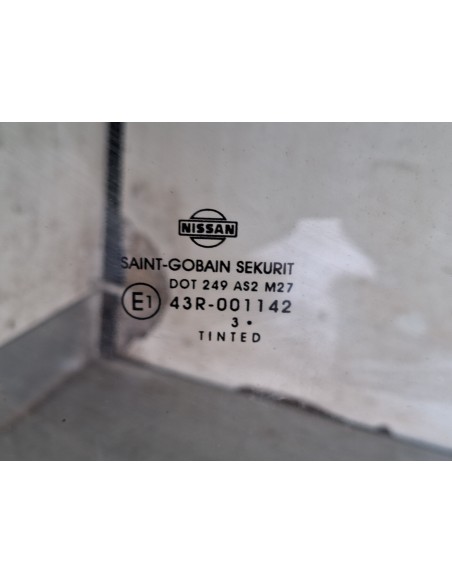 NISSAN
SAINT-GOBAIN SEKURIT
DOT 249 AS2 M27
E1 43R-001142
3 •
TINTED